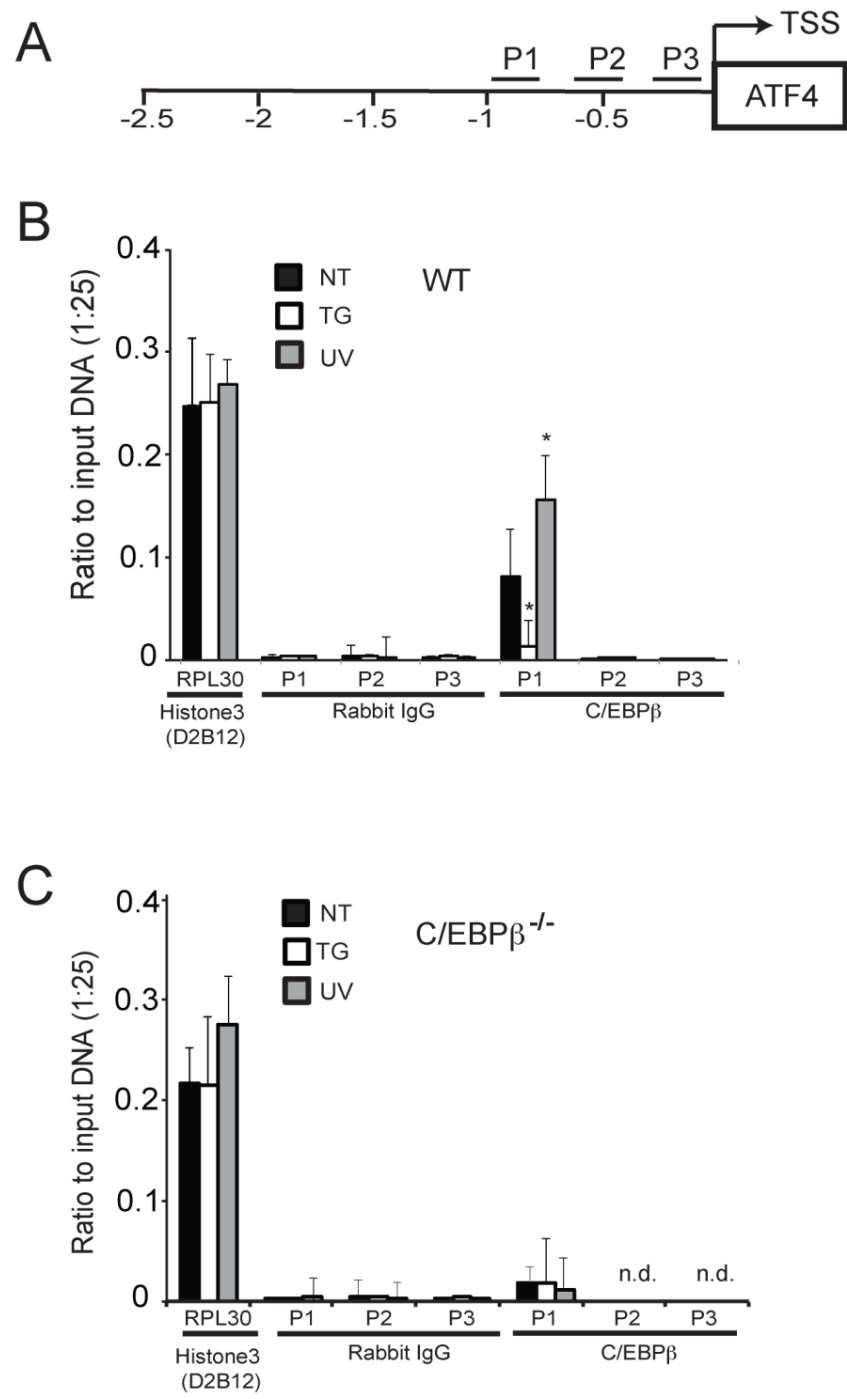 A
P1 P2 P3 TSS
ATF4
-2.5 -2 -1.5 -1 -0.5
B
Ratio to input DNA (1:25)
0.4
0.3
0.2
0.1
0
NT
TG
UV
WT
*
*
RPL30 P1 P2 P3 P1 P2 P3
Histone3
(D2B12)
Rabbit IgG
C/EBPβ
C
Ratio to input DNA (1:25)
0.4
0.3
0.2
0.1
0
NT
TG
UV
C/EBPβ-/-
n.d. n.d.
RPL30 P1 P2 P3 P1 P2 P3
Histone3
(D2B12)
Rabbit IgG
C/EBPβ